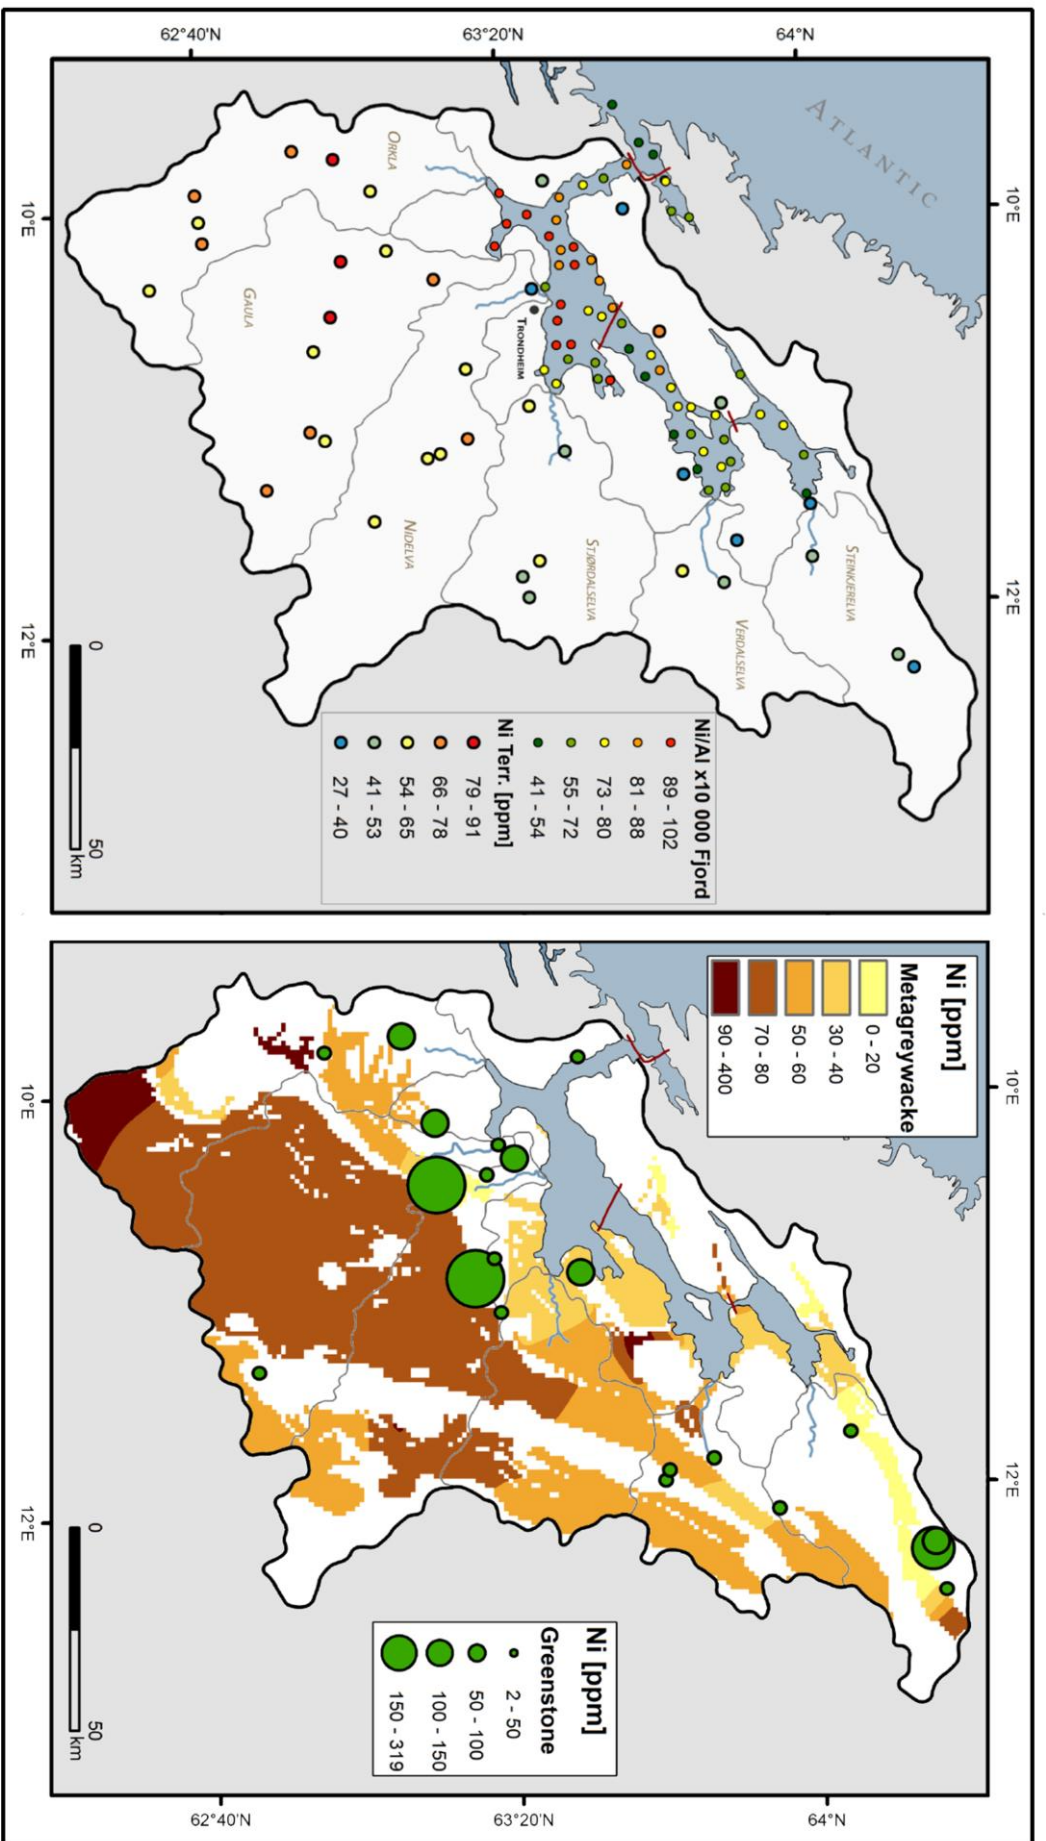 62°40'N
63°20'N
64°N
10°E
12°E
10°E
12°E
ATLANTIC
ORKLA
GAULA
TRONDHEIM
NIDELVA
STJØRDALSELVA
VERDALSELVA
STEINKJERELVA
Ni/Al x10 000 Fjord
89 - 102
81 - 88
73 - 80
55 - 72
41 - 54
Ni Terr. [ppm]
79 - 91
66 - 78
54 - 65
41 - 53
27 - 40
0
50
km
Ni [ppm]
Metagreywacke
0 - 20
30 - 40
50 - 60
70 - 80
90 - 400
10°E
12°E
10°E
12°E
Ni [ppm]
Greenstone
2 - 50
50 - 100
100 - 150
150 - 319
0
50
km
62°40'N
63°20'N
64°N